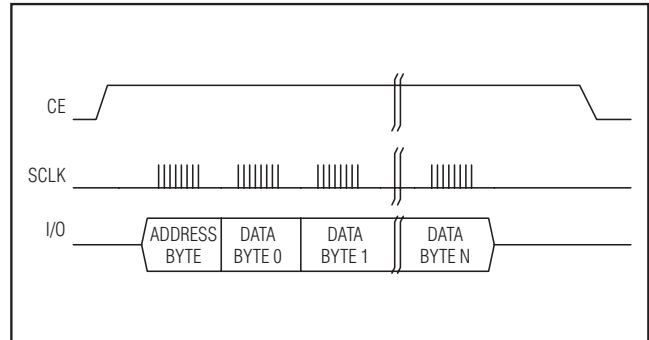 CE
SCLK
I/O
ADDRESS
BYTE
DATA
BYTE 0
DATA
BYTE 1
DATA
BYTE N